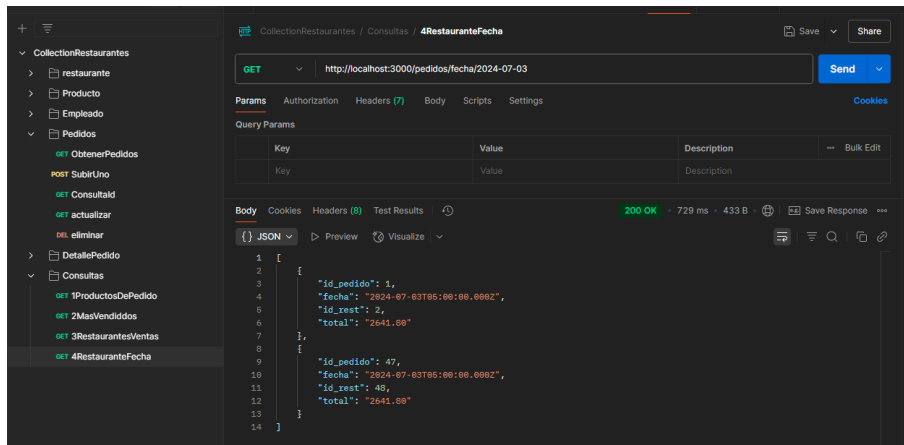 CollectionRestaurantes / Consultas / 4RestauranteFecha
Save
Share
CollectionRestaurantes
restaurante
Producto
Empleado
Pedidos
GET ObtenerPedidos
POST SubirUno
GET ConsultaId
GET actualizar
DEL eliminar
DetallePedido
Consultas
GET 1ProductosDePedido
GET 2MasVendiddos
GET 3RestaurantesVentas
GET 4RestauranteFecha
GET http://localhost:3000/pedidos/fecha/2024-07-03 Send
Params Authorization Headers (7) Body Scripts Settings Cookies
Query Params
Key Value Description Bulk Edit
Key Value Description
Body Cookies Headers (8) Test Results 200 OK 729 ms 433 B Save Response
{} JSON Preview Visualize
1 [
2 {
3 "id_pedido": 1,
4 "fecha": "2024-07-03T05:00:00.000Z",
5 "id_rest": 2,
6 "total": "2641.80"
7 },
8 {
9 "id_pedido": 47,
10 "fecha": "2024-07-03T05:00:00.000Z",
11 "id_rest": 48,
12 "total": "2641.80"
13 }
14 ]